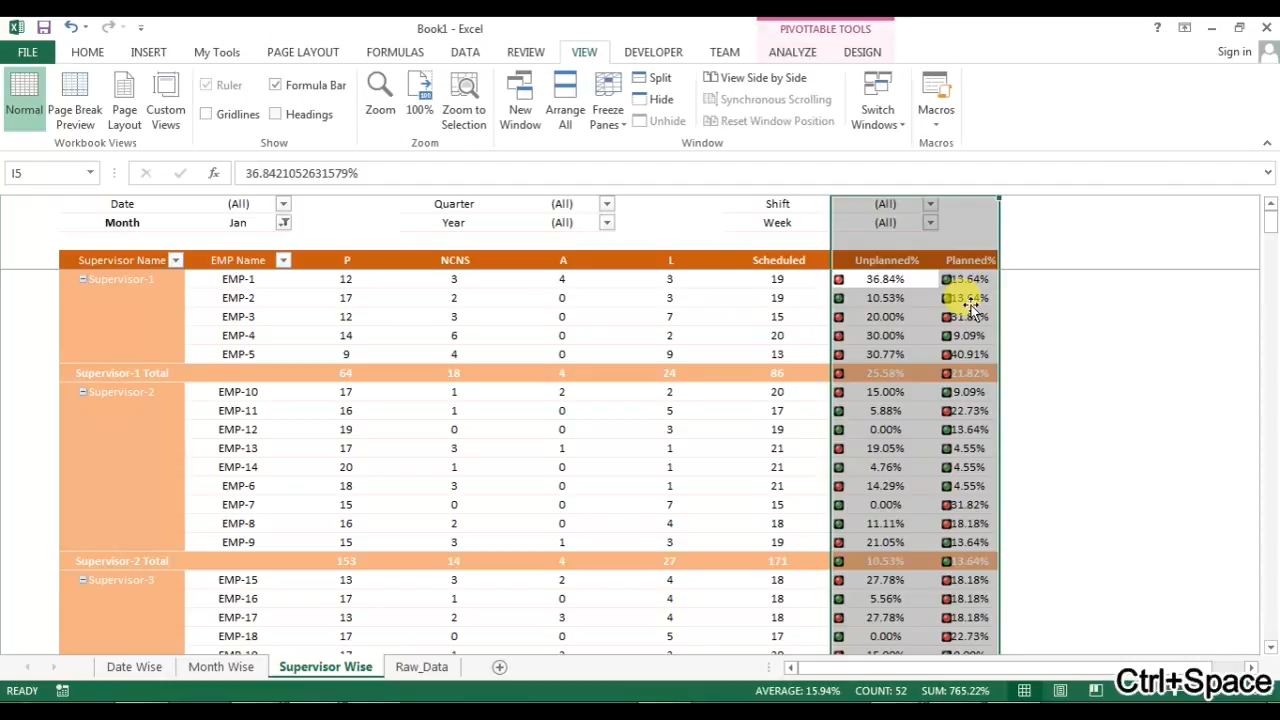 Book1 - Excel
PIVOTTABLE TOOLS
?
FILE HOME INSERT My Tools PAGE LAYOUT FORMULAS DATA REVIEW VIEW DEVELOPER TEAM ANALYZE DESIGN Sign in
Normal Page Break Preview Page Layout Custom Views
Workbook Views
Ruler Formula Bar
Gridlines Headings
Show
Zoom 100% Zoom to Selection
Zoom
New Window Arrange All Freeze Panes
Split
Hide
Unhide
View Side by Side
Synchronous Scrolling
Reset Window Position
Switch Windows
Window
Macros
Macros
I5 fx 36.8421052631579%
Date (All) Quarter (All) Shift (All)
Month Jan Year (All) Week (All)
Supervisor Name EMP Name P NCNS A L Scheduled Unplanned% Planned%
Supervisor-1 EMP-1 12 3 4 3 19 36.84% 13.64%
EMP-2 17 2 0 3 19 10.53% 13.64%
EMP-3 12 3 0 7 15 20.00%
EMP-4 14 6 0 2 20 30.00% 9.09%
EMP-5 9 4 0 9 13 30.77% 40.91%
Supervisor-1 Total 64 18 4 24 86 25.58% 21.82%
Supervisor-2 EMP-10 17 1 2 2 20 15.00% 9.09%
EMP-11 16 1 0 5 17 5.88% 22.73%
EMP-12 19 0 0 3 19 0.00% 13.64%
EMP-13 17 3 1 1 21 19.05% 4.55%
EMP-14 20 1 0 1 21 4.76% 4.55%
EMP-6 18 3 0 1 21 14.29% 4.55%
EMP-7 15 0 0 7 15 0.00% 31.82%
EMP-8 16 2 0 4 18 11.11% 18.18%
EMP-9 15 3 1 3 19 21.05% 13.64%
Supervisor-2 Total 153 14 4 27 171 10.53% 13.64%
Supervisor-3 EMP-15 13 3 2 4 18 27.78% 18.18%
EMP-16 17 1 0 4 18 5.56% 18.18%
EMP-17 13 2 3 4 18 27.78% 18.18%
EMP-18 17 0 0 5 17 0.00% 22.73%
Date Wise Month Wise Supervisor Wise Raw_Data
READY AVERAGE: 15.94% COUNT: 52 SUM: 765.22%
Ctrl+Space